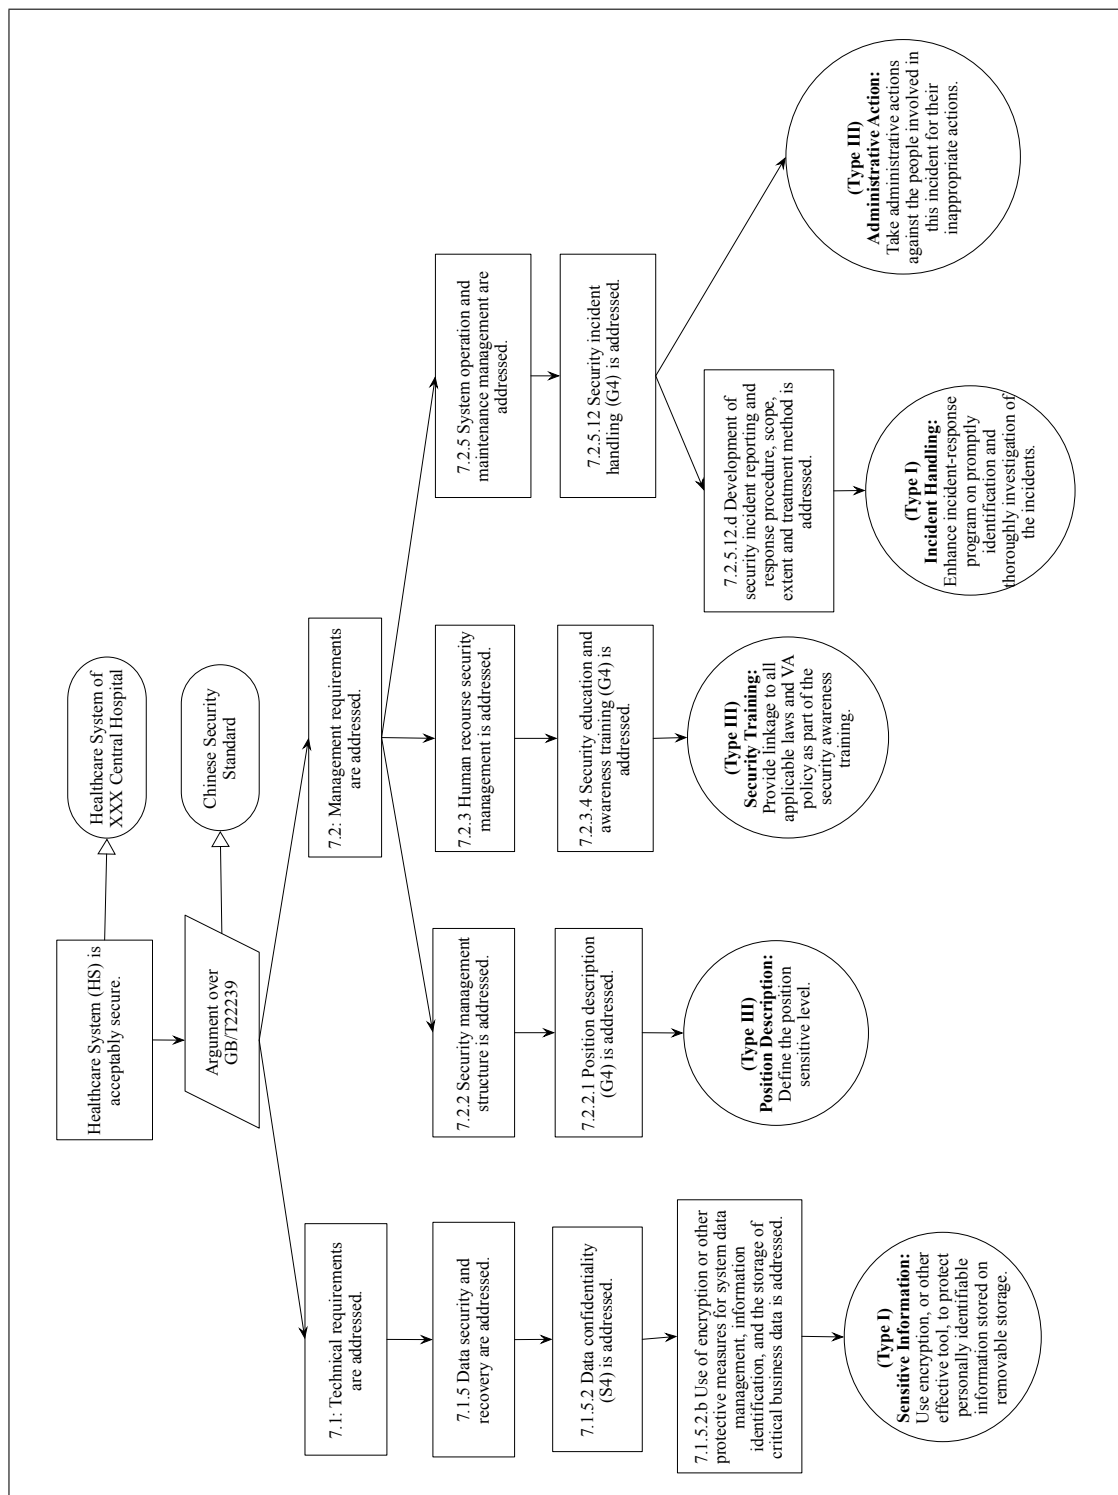 Healthcare System (HS) is
acceptably secure.
Healthcare System of
XXX Central Hospital
Argument over
GB/T22239
Chinese Security
Standard
7.1: Technical requirements
are addressed.
7.2: Management requirements
are addressed.
7.1.5 Data security and
recovery are addressed.
7.2.2 Security management
structure is addressed.
7.2.3 Human recourse security
management is addressed.
7.2.5 System operation and
maintenance management are
addressed.
7.1.5.2 Data confidentiality
(S4) is addressed.
7.2.2.1 Position description
(G4) is addressed.
7.2.3.4 Security education and
awareness training (G4) is
addressed.
7.2.5.12 Security incident
handling (G4) is addressed.
7.1.5.2.b Use of encryption or other
protective measures for system data
management, information
identification, and the storage of
critical business data is addressed.
(Type III)
Position Description:
Define the position
sensitive level.
(Type III)
Security Training:
Provide linkage to all
applicable laws and VA
policy as part of the
security awareness
training.
7.2.5.12.d Development of
security incident reporting and
response procedure, scope,
extent and treatment method is
addressed.
(Type III)
Administrative Action:
Take administrative actions
against the people involved in
this incident for their
inappropriate actions.
(Type I)
Sensitive Information:
Use encryption, or other
effective tool, to protect
personally identifiable
information stored on
removable storage.
(Type I)
Incident Handling:
Enhance incident-response
program on promptly
identification and
thoroughly investigation of
the incidents.